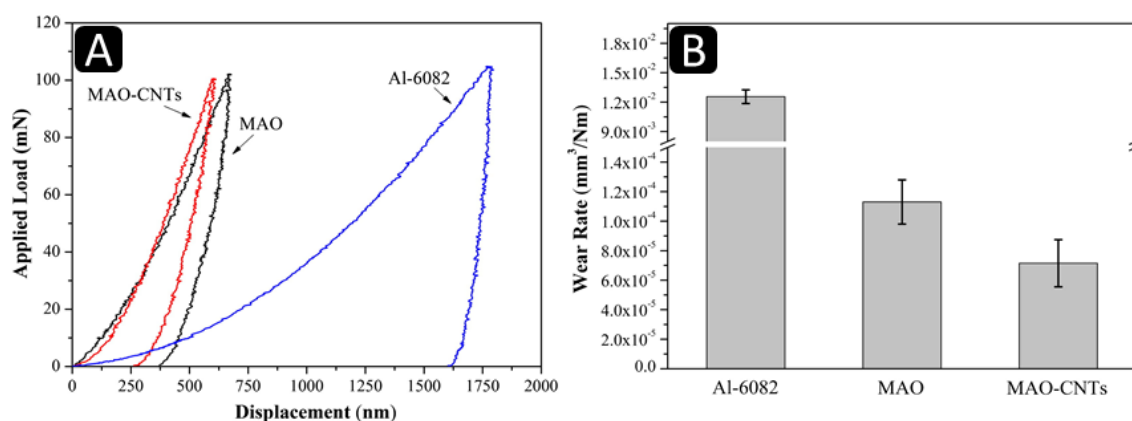 A
120
100
80
60
40
20
0
Applied Load (mN)
MAO-CNTs
MAO
Al-6082
0 250 500 750 1000 1250 1500 1750 2000
Displacement (nm)
B
1.8x10⁻²
1.5x10⁻²
1.2x10⁻²
9.0x10⁻³
1.4x10⁻⁴
1.0x10⁻⁴
8.0x10⁻⁵
6.0x10⁻⁵
4.0x10⁻⁵
2.0x10⁻⁵
0.0
Wear Rate (mm³/Nm)
Al-6082 MAO MAO-CNTs